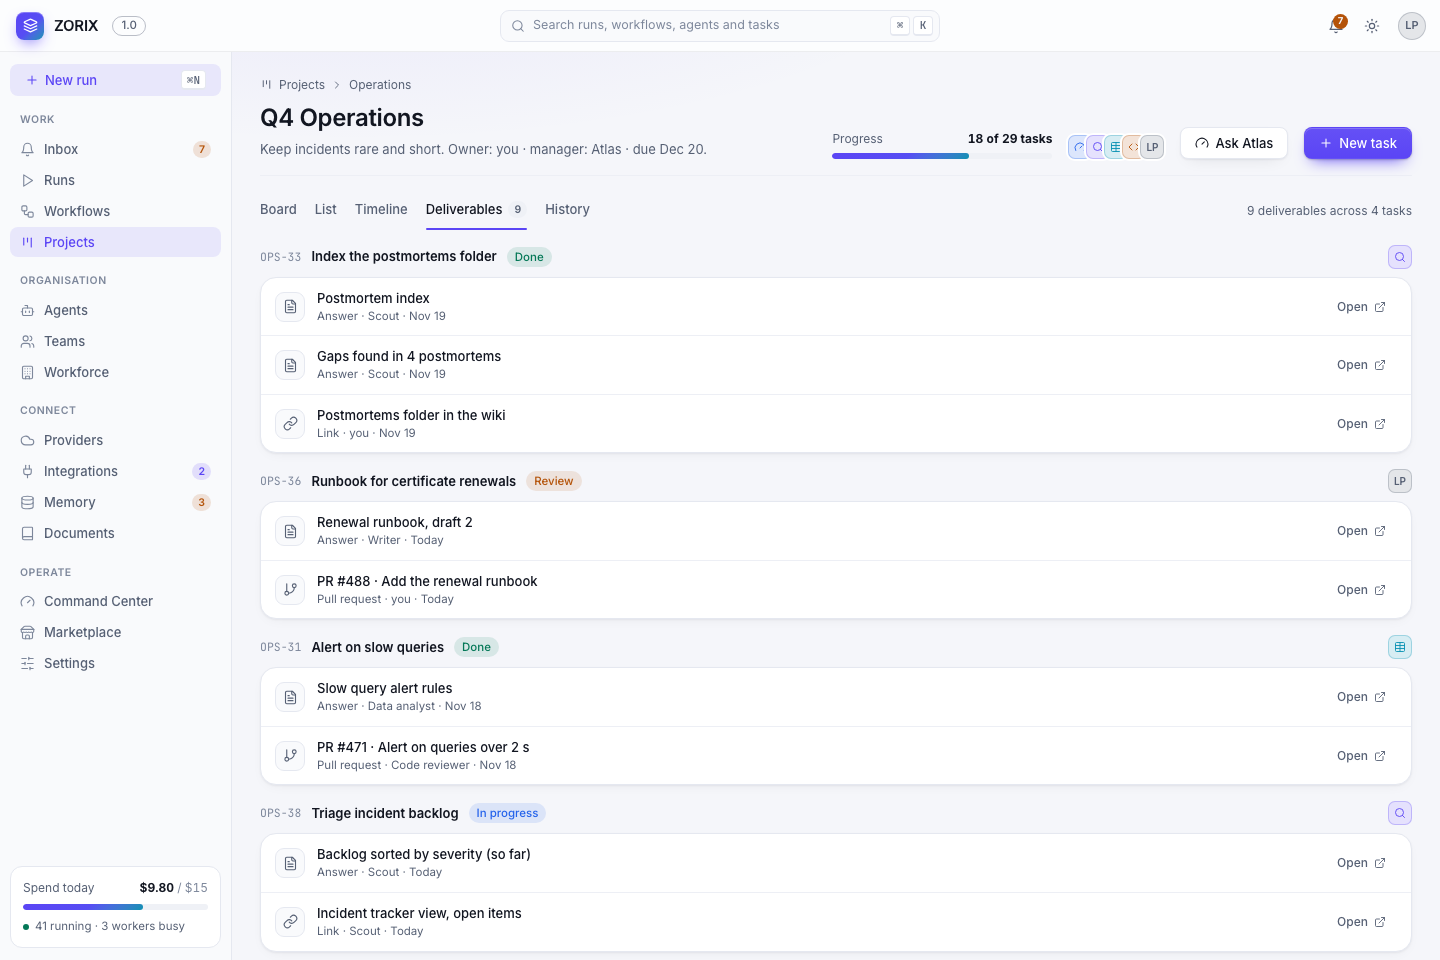 ZORIX 1.0
Search runs, workflows, agents and tasks ⌘ K
7
LP
New run ⌘N
WORK
Inbox 7
Runs
Workflows
Projects
ORGANISATION
Agents
Teams
Workforce
CONNECT
Providers
Integrations 2
Memory 3
Documents
OPERATE
Command Center
Marketplace
Settings
Spend today $9.80 / $15
41 running · 3 workers busy
Projects Operations
Q4 Operations
Keep incidents rare and short. Owner: you · manager: Atlas · due Dec 20.
Progress 18 of 29 tasks
LP
Ask Atlas
New task
Board List Timeline Deliverables 9 History
9 deliverables across 4 tasks
OPS-33 Index the postmortems folder Done
Postmortem index
Answer · Scout · Nov 19
Open
Gaps found in 4 postmortems
Answer · Scout · Nov 19
Open
Postmortems folder in the wiki
Link · you · Nov 19
Open
OPS-36 Runbook for certificate renewals Review LP
Renewal runbook, draft 2
Answer · Writer · Today
Open
PR #488 · Add the renewal runbook
Pull request · you · Today
Open
OPS-31 Alert on slow queries Done
Slow query alert rules
Answer · Data analyst · Nov 18
Open
PR #471 · Alert on queries over 2 s
Pull request · Code reviewer · Nov 18
Open
OPS-38 Triage incident backlog In progress
Backlog sorted by severity (so far)
Answer · Scout · Today
Open
Incident tracker view, open items
Link · Scout · Today
Open